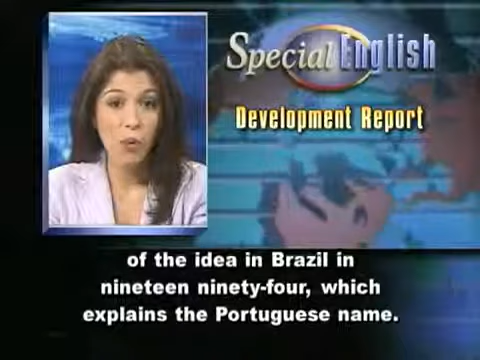 Special English
Development Report
of the idea in Brazil in
nineteen ninety-four, which
explains the Portuguese name.